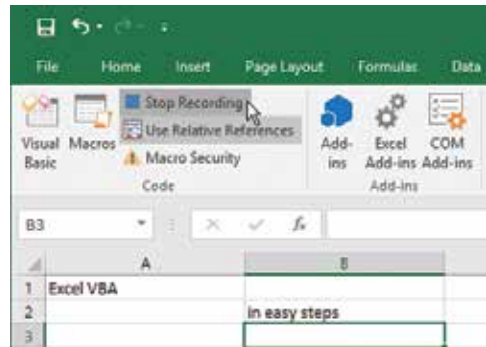 File Home Insert Page Layout Formulas Data
Stop Recording
Use Relative References
Macro Security
Visual Basic
Macros
Code
Add-ins
Excel Add-ins
COM Add-ins
Add-ins
B3 fx
A B
1 Excel VBA
2 in easy steps
3